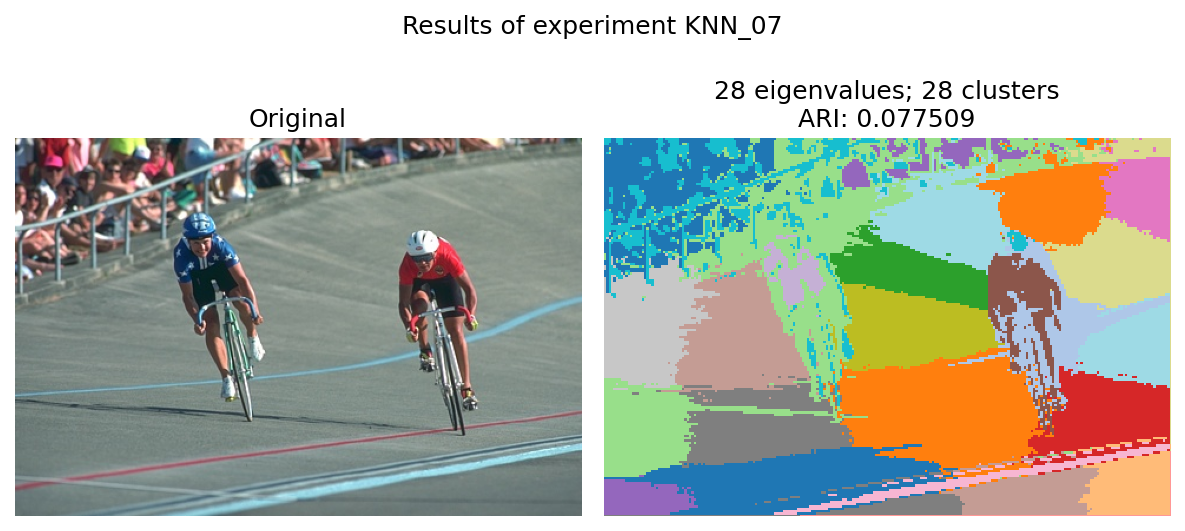 Results of experiment KNN_07
Original
28 eigenvalues; 28 clusters
ARI: 0.077509